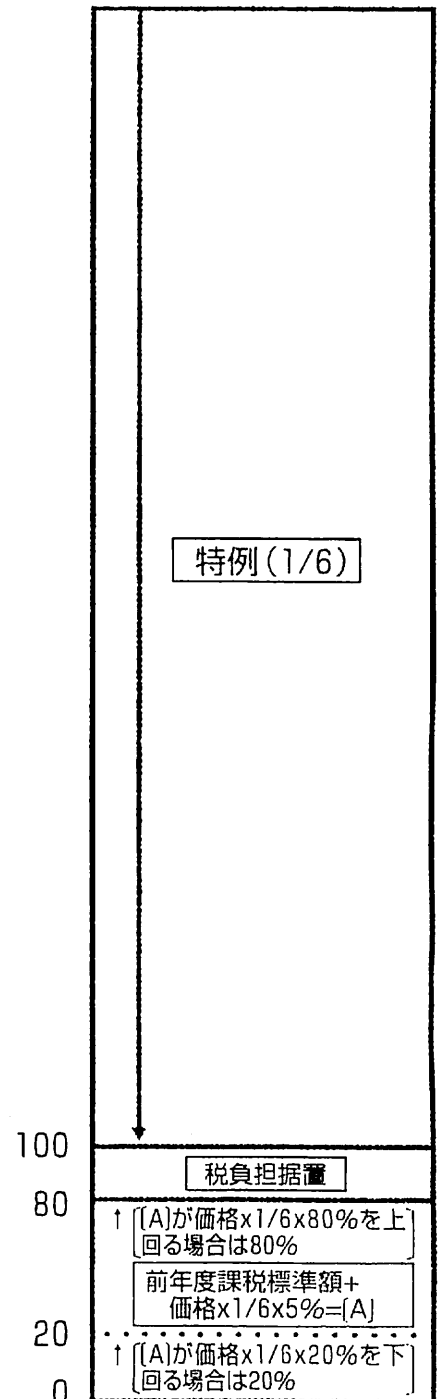 特例(1/6)
100
税負担据置
80
↑ [[A]が価格x1/6x80%を上
回る場合は80%]
前年度課税標準額+
価格x1/6x5%=[A]
20
↑ [[A]が価格x1/6x20%を下
回る場合は20%]
0